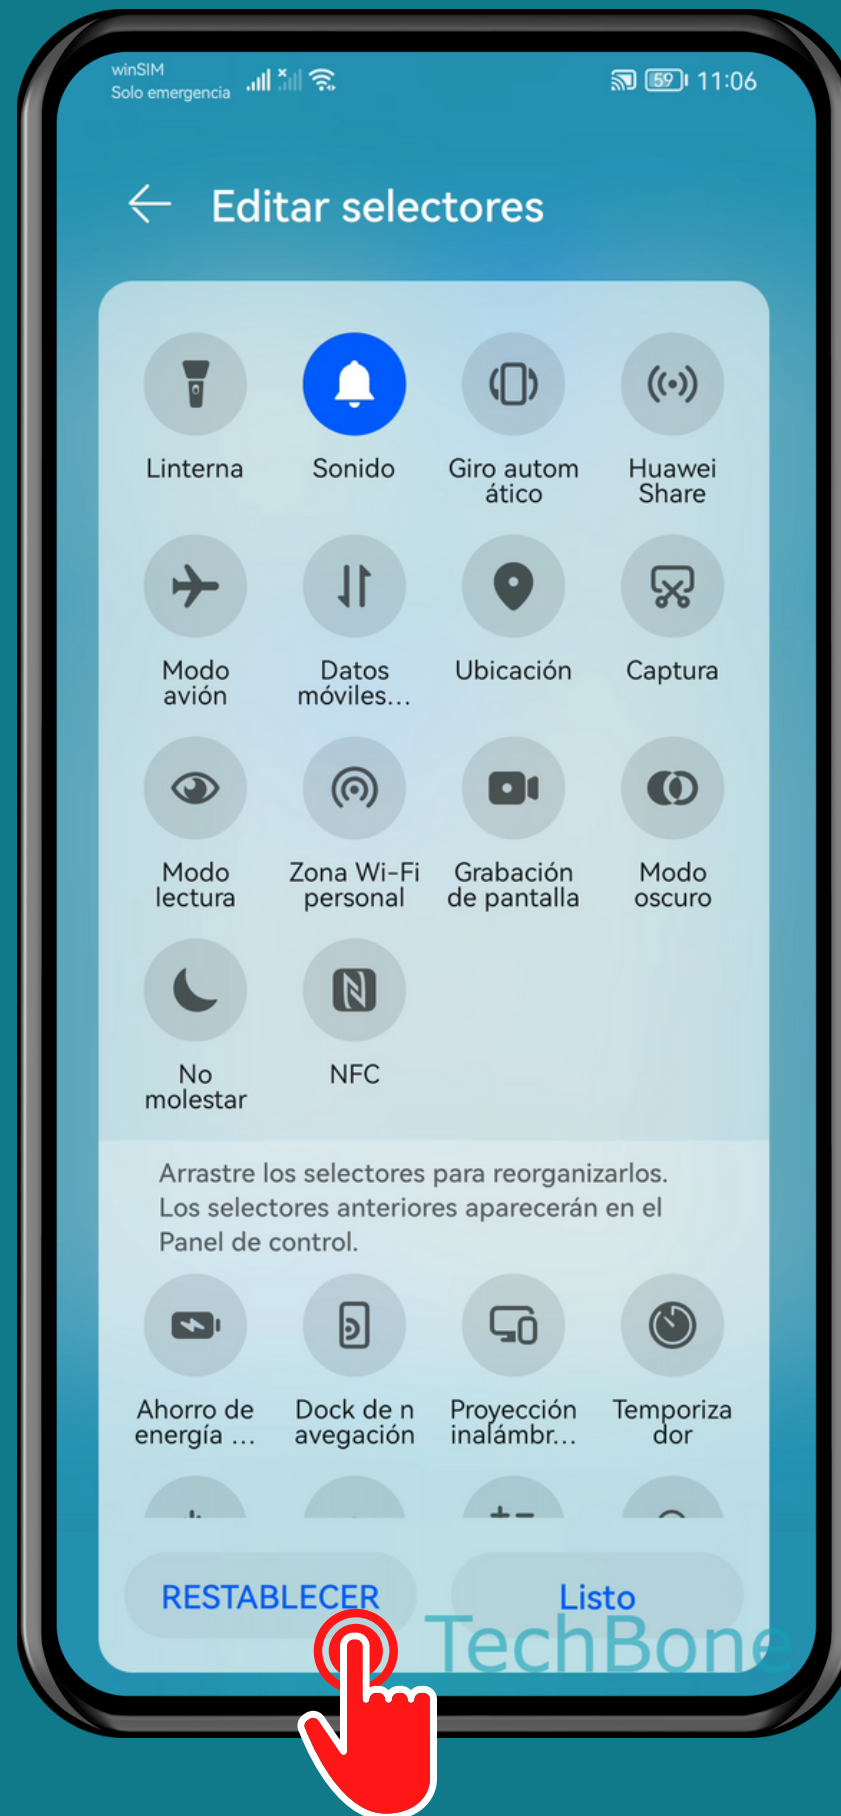 winSIM
Solo emergencia
59 11:06
Editar selectores
Linterna
Sonido
Giro autom
ático
Huawei
Share
Modo
avión
Datos
móviles...
Ubicación
Captura
Modo
lectura
Zona Wi-Fi
personal
Grabación
de pantalla
Modo
oscuro
No
molestar
NFC
Arrastre los selectores para reorganizarlos.
Los selectores anteriores aparecerán en el
Panel de control.
Ahorro de
energía ...
Dock de n
avegación
Proyección
inalámbr...
Temporiza
dor
RESTABLECER
Listo
TechBone